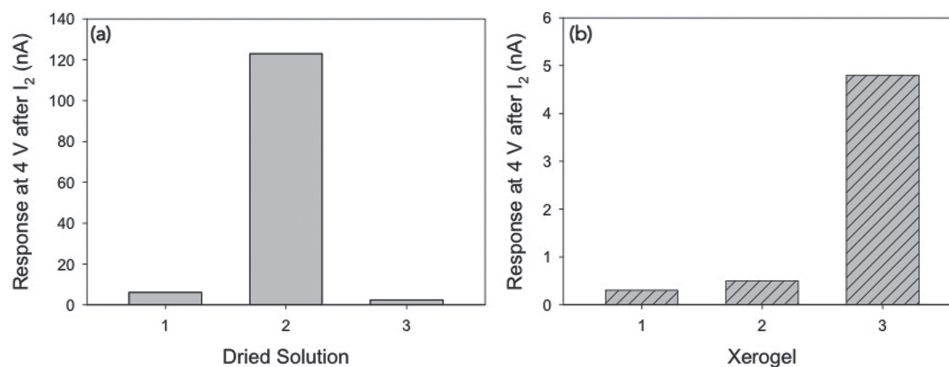 (a)
Response at 4 V after I₂ (nA)
140
120
100
80
60
40
20
0
1 2 3
Dried Solution
(b)
Response at 4 V after I₂ (nA)
6
5
4
3
2
1
0
1 2 3
Xerogel